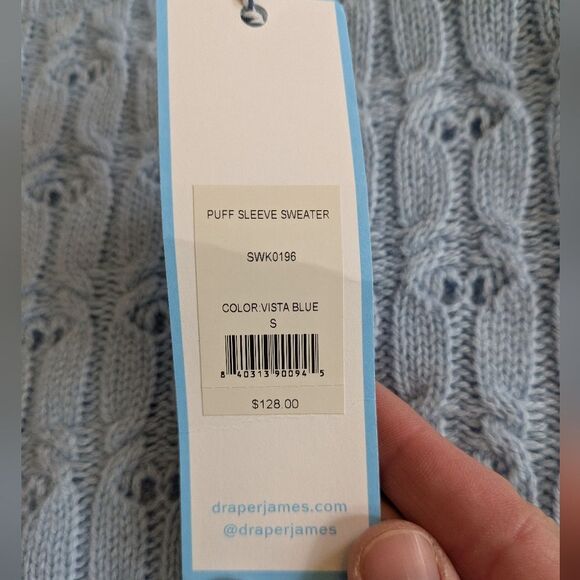 PUFF SLEEVE SWEATER
SWK0196
COLOR:VISTA BLUE
S
8 40313 90094 5
$128.00
draperjames.com
@draperjames